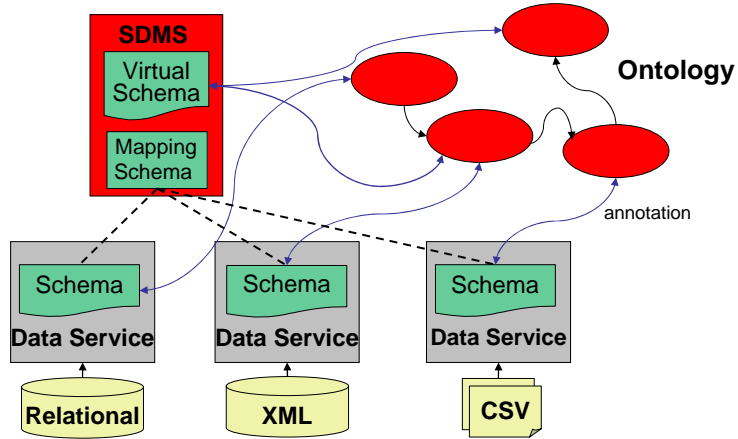 SDMS
Virtual
Schema
Ontology
Mapping
Schema
annotation
Schema
Schema
Schema
Data Service
Data Service
Data Service
Relational
XML
CSV